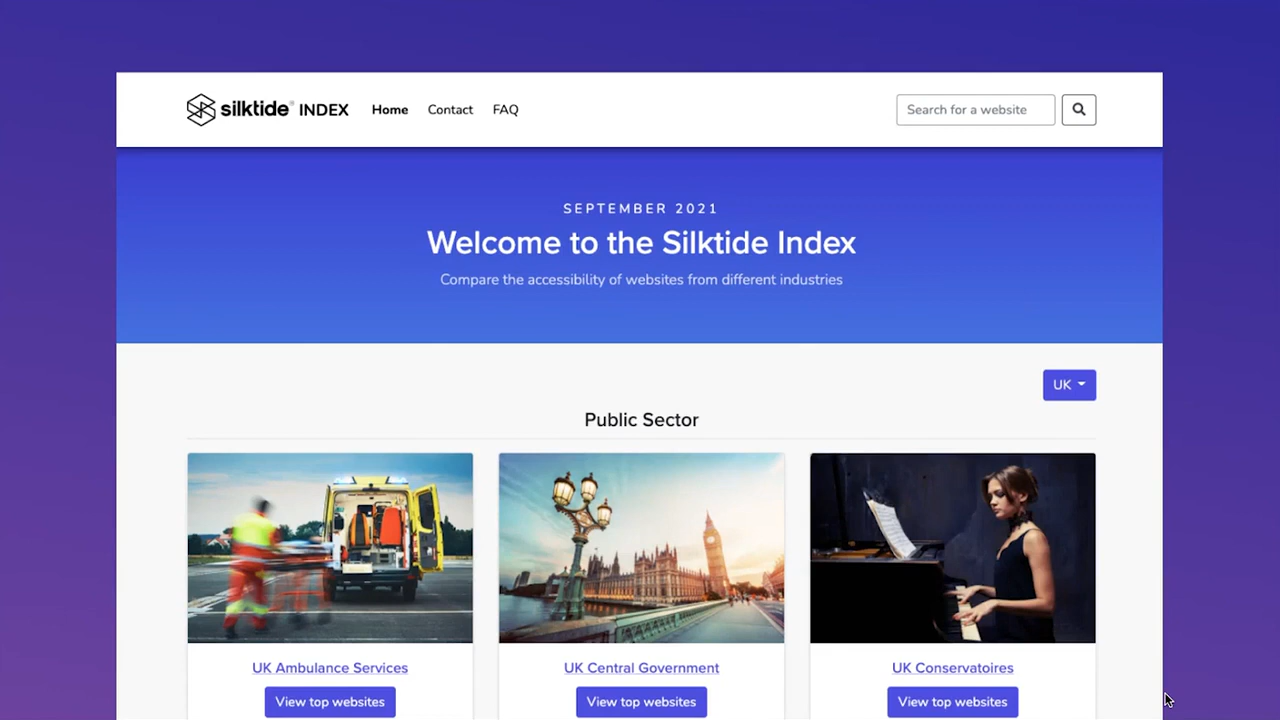 silktide® INDEX Home Contact FAQ Search for a website
SEPTEMBER 2021
Welcome to the Silktide Index
Compare the accessibility of websites from different industries
UK
Public Sector
UK Ambulance Services
View top websites
UK Central Government
View top websites
UK Conservatoires
View top websites